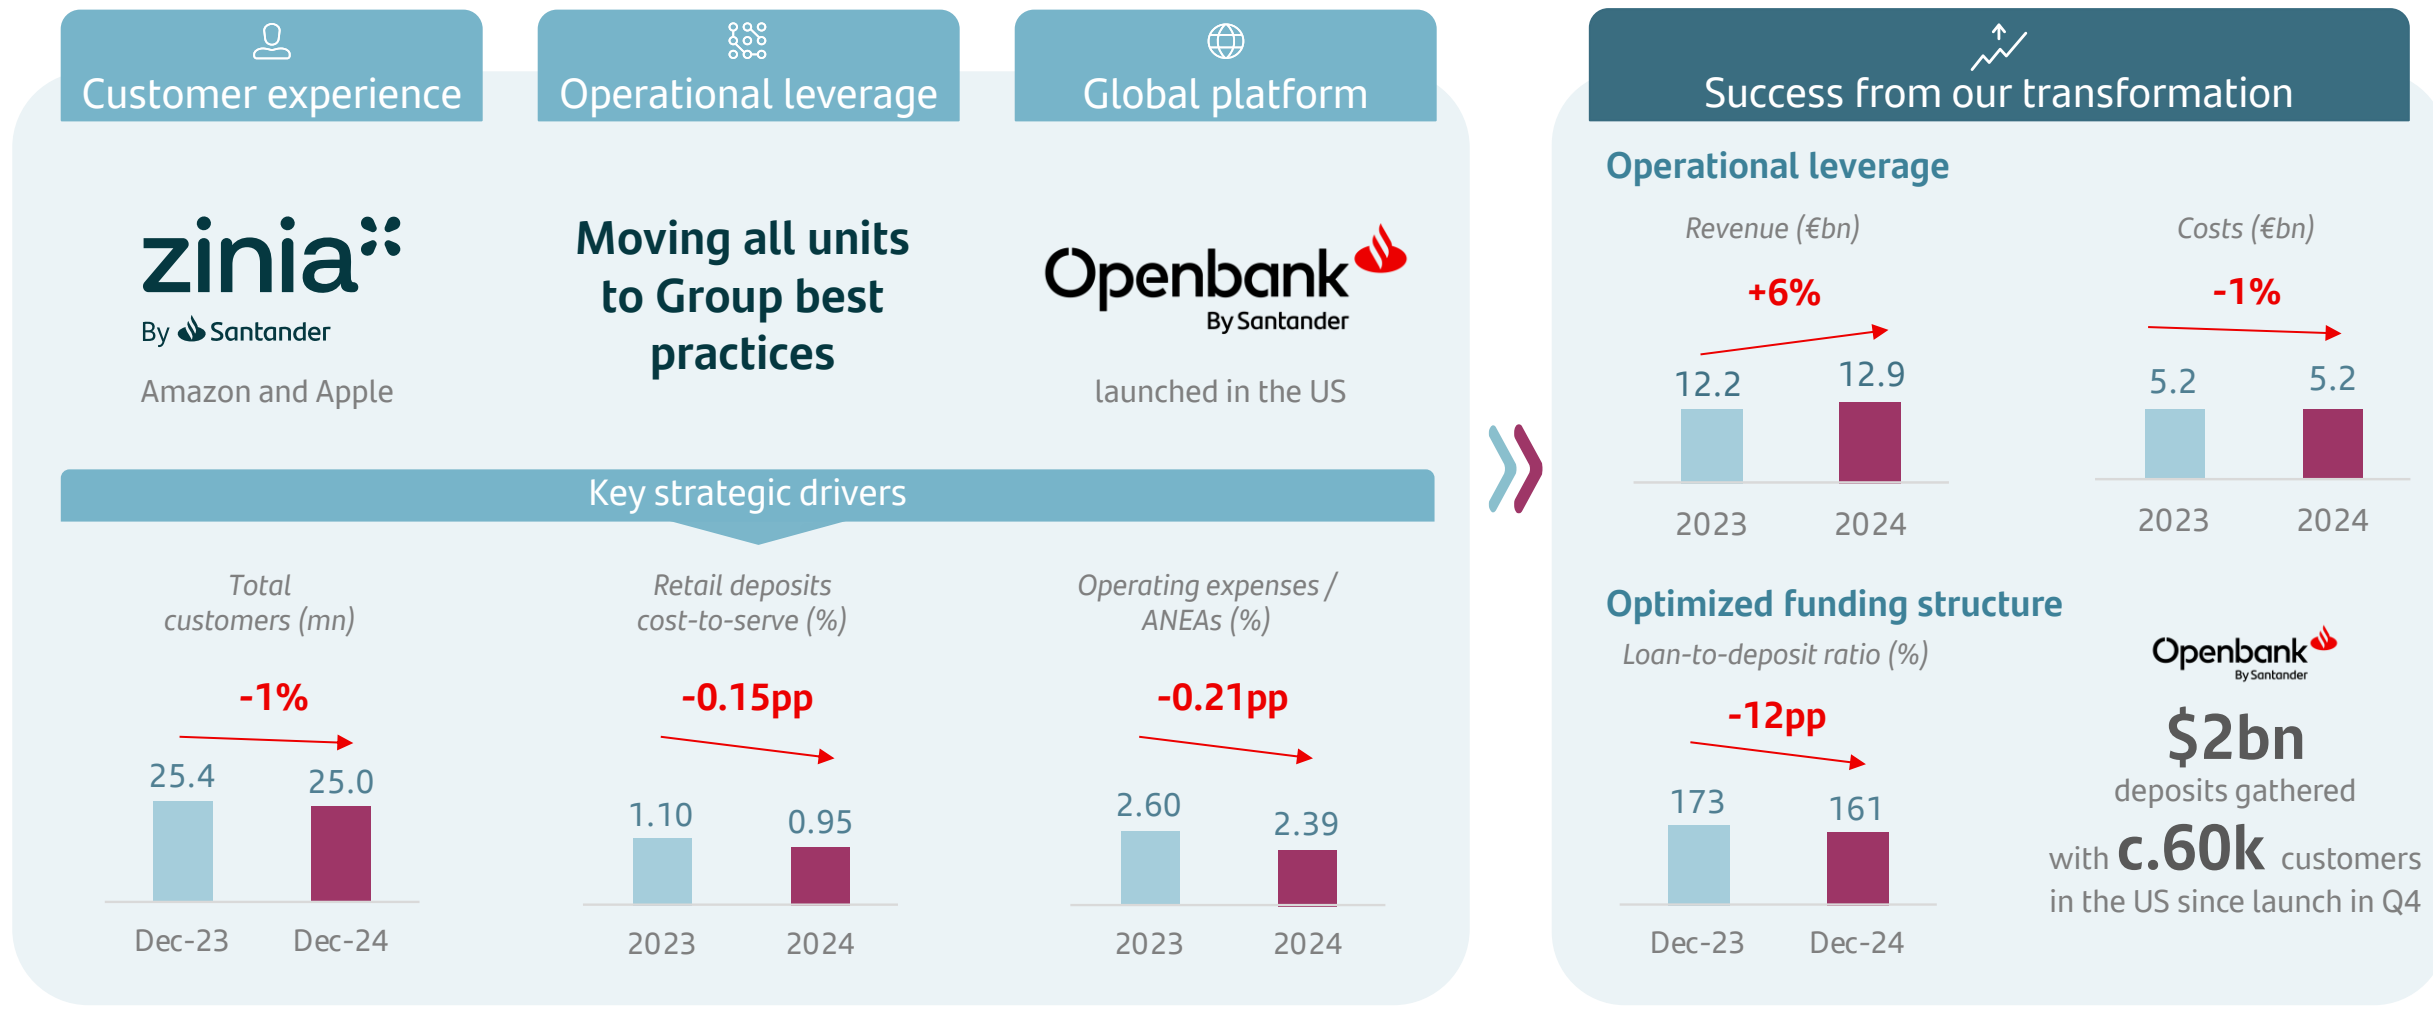 Customer experience
Operational leverage
Global platform
zinia
By Santander
Amazon and Apple
Moving all units
to Group best
practices
Openbank
By Santander
launched in the US
Key strategic drivers
Total
customers (mn)
-1%
25.4
25.0
Dec-23
Dec-24
Retail deposits
cost-to-serve (%)
-0.15pp
1.10
0.95
2023
2024
Operating expenses /
ANEAs (%)
-0.21pp
2.60
2.39
2023
2024
Success from our transformation
Operational leverage
Revenue (€bn)
+6%
12.2
12.9
2023
2024
Costs (€bn)
-1%
5.2
5.2
2023
2024
Optimized funding structure
Loan-to-deposit ratio (%)
-12pp
173
161
Dec-23
Dec-24
Openbank
By Santander
$2bn
deposits gathered
with c.60k customers
in the US since launch in Q4